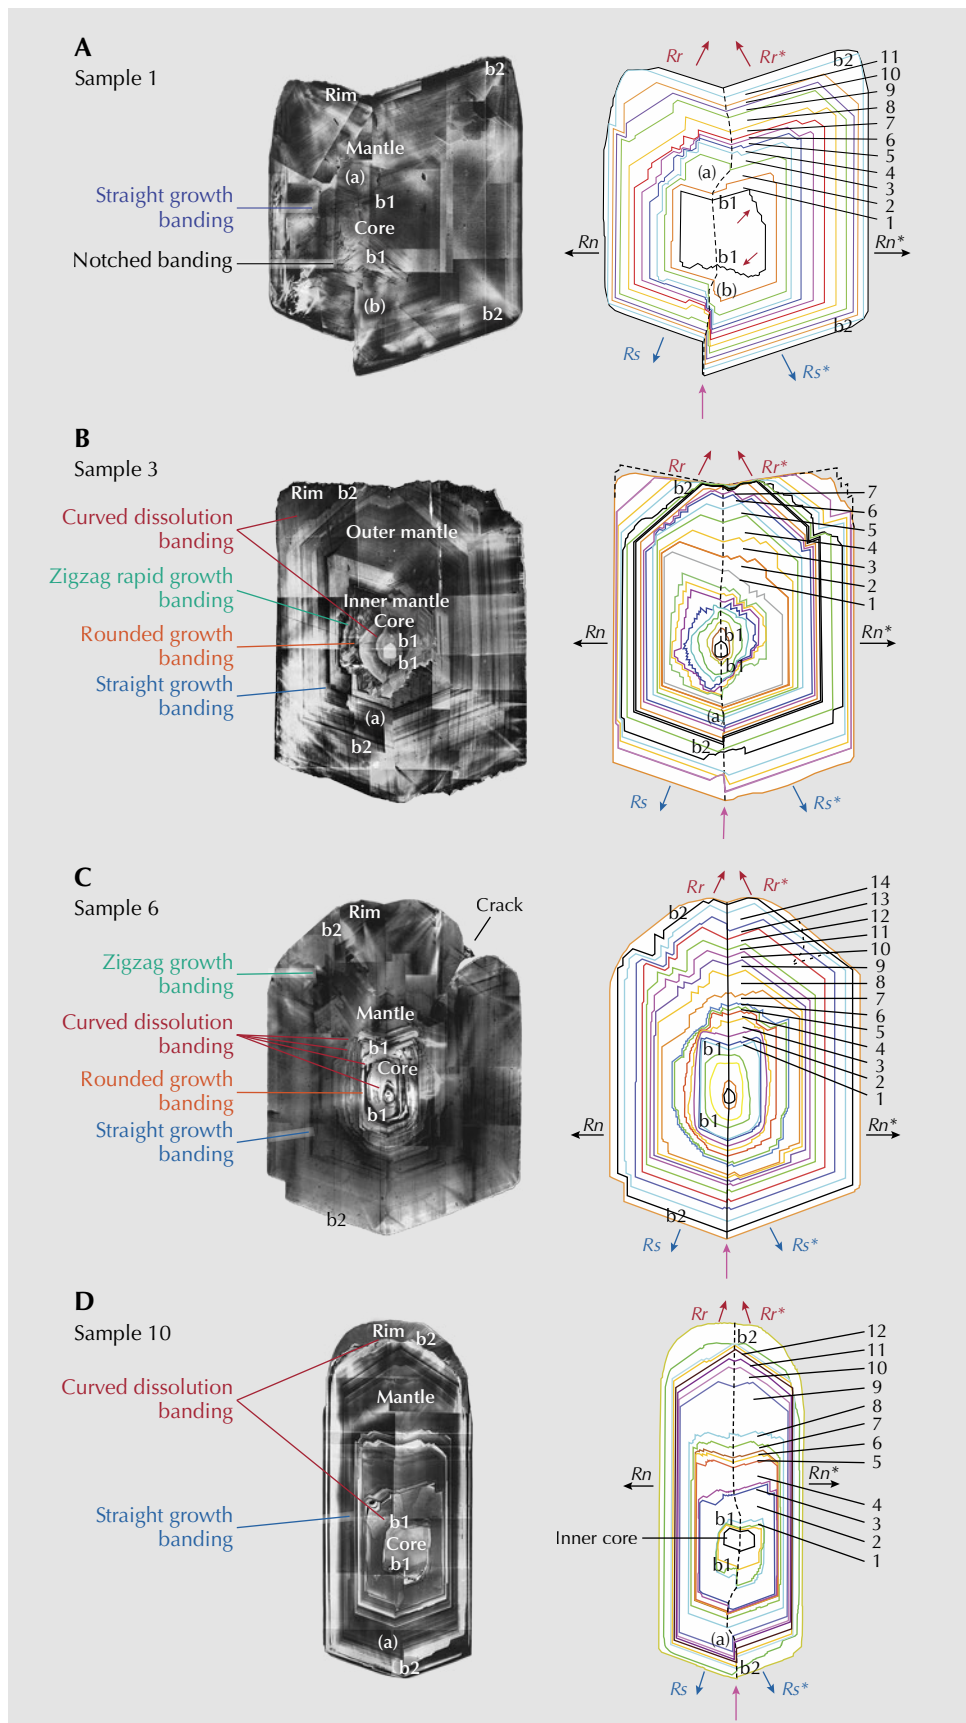 A
Sample 1
b2
Rim
Mantle
(a)
b1
Core
b1
(b)
b2
Straight growth
banding
Notched banding
Rr
Rr*
b2
11
10
9
8
7
6
5
4
3
2
1
(a)
b1
b1
(b)
b2
Rn
Rn*
Rs
Rs*
B
Sample 3
Rim b2
Curved dissolution
banding
Outer mantle
Zigzag rapid growth
banding
Inner mantle
Core
Rounded growth
banding
b1
b1
Straight growth
banding
(a)
b2
Rr
Rr*
b2
7
6
5
4
3
2
1
Rn
Rn*
b1
b1
(a)
b2
Rs
Rs*
C
Sample 6
Rim
b2
Crack
Zigzag growth
banding
Mantle
Curved dissolution
banding
b1
Core
Rounded growth
banding
b1
Straight growth
banding
b2
Rr
Rr*
b2
14
13
12
11
10
9
8
7
6
5
4
3
2
1
b1
b1
Rn
Rn*
b2
Rs
Rs*
D
Sample 10
Rim
b2
Curved dissolution
banding
Mantle
Straight growth
banding
b1
Core
b1
(a)
b2
Rr
Rr*
b2
12
11
10
9
8
7
6
5
4
3
2
1
Rn
Rn*
b1
Inner core
b1
(a)
b2
Rs
Rs*